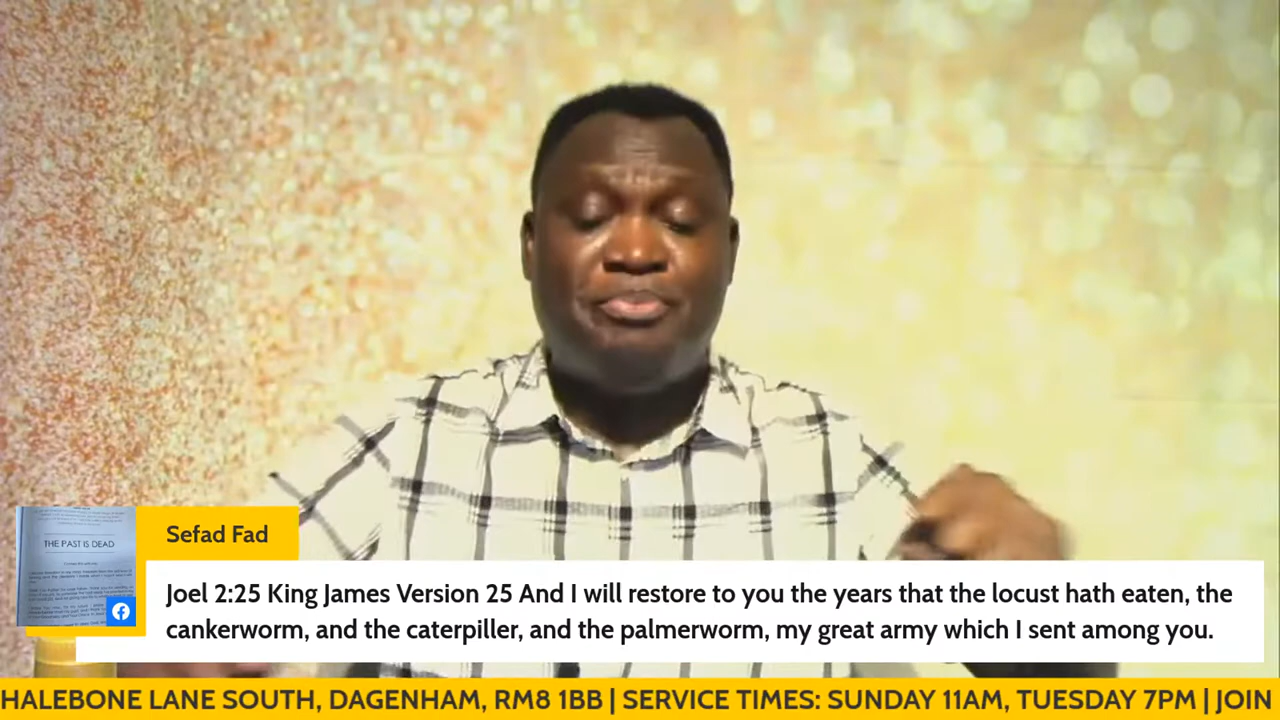 THE PAST IS DEAD
Sefad Fad
Joel 2:25 King James Version 25 And I will restore to you the years that the locust hath eaten, the
cankerworm, and the caterpiller, and the palmerworm, my great army which I sent among you.
HALEBONE LANE SOUTH, DAGENHAM, RM8 1BB | SERVICE TIMES: SUNDAY 11AM, TUESDAY 7PM | JOIN